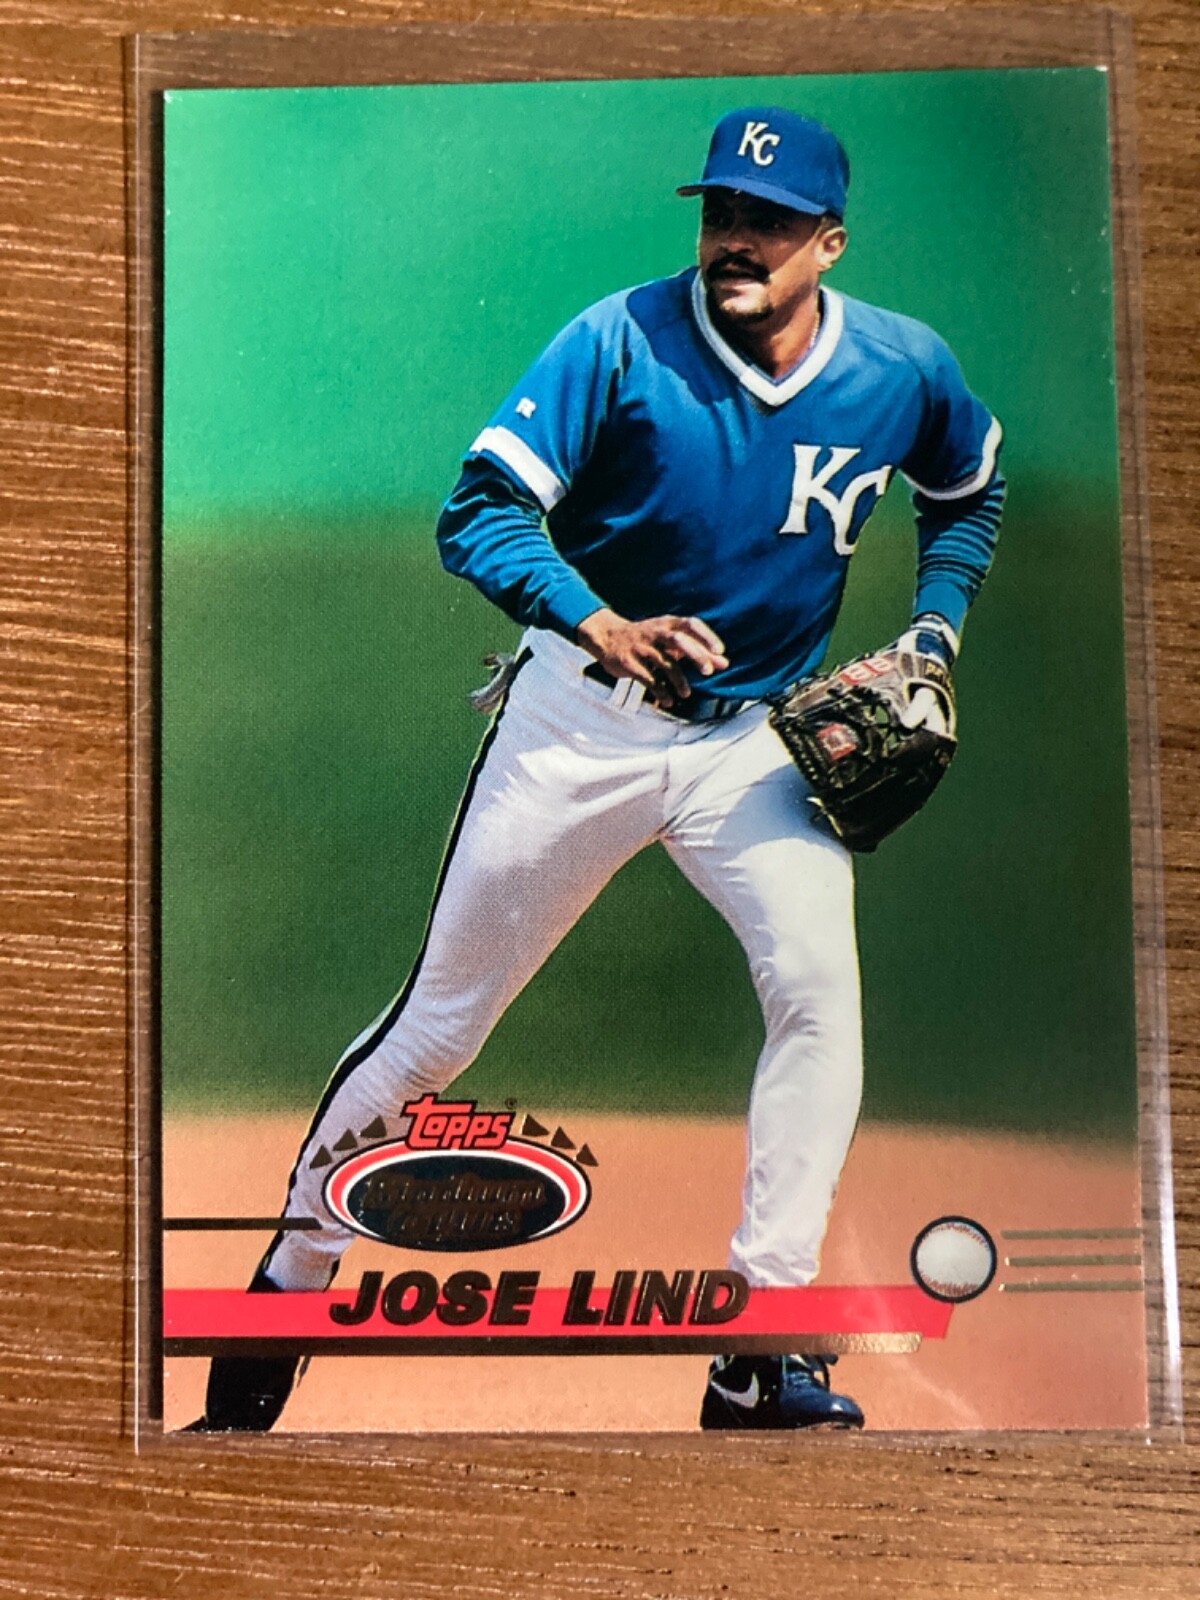 KC
KC
TOPPS®
Stadium
CLUB
JOSE LIND